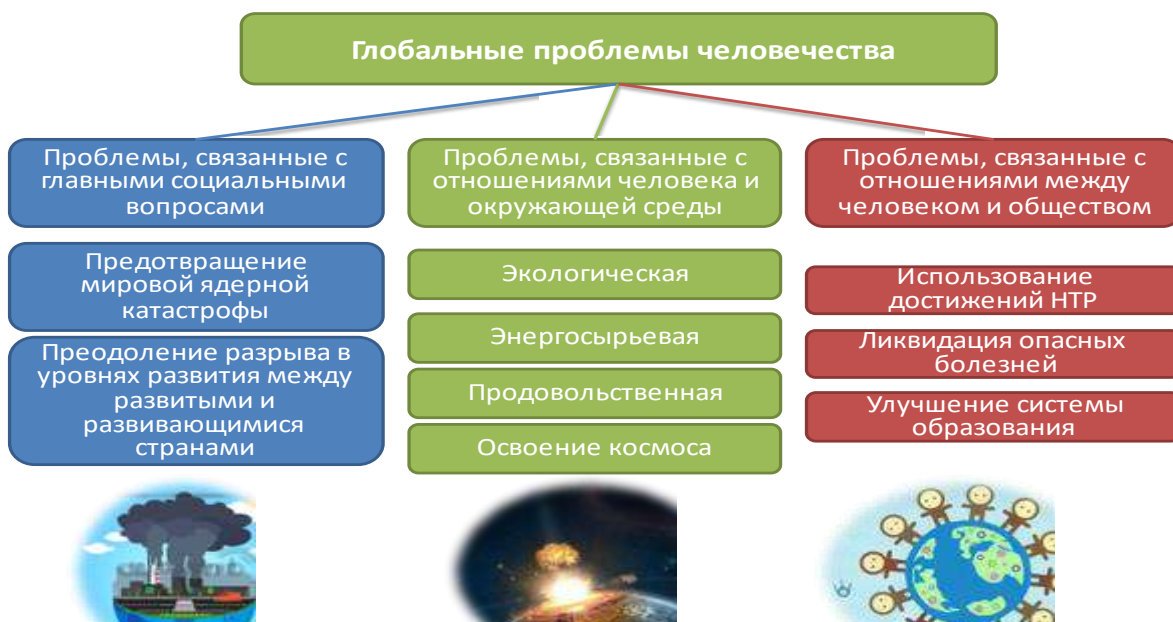 Глобальные проблемы человечества
Проблемы, связанные с
главными социальными
вопросами
Предотвращение
мировой ядерной
катастрофы
Преодоление разрыва в
уровнях развития между
развитыми и
развивающимися
странами
Проблемы, связанные с
отношениями человека и
окружающей среды
Экологическая
Энергосырьевая
Продовольственная
Освоение космоса
Проблемы, связанные с
отношениями между
человеком и обществом
Использование
достижений НТР
Ликвидация опасных
болезней
Улучшение системы
образования